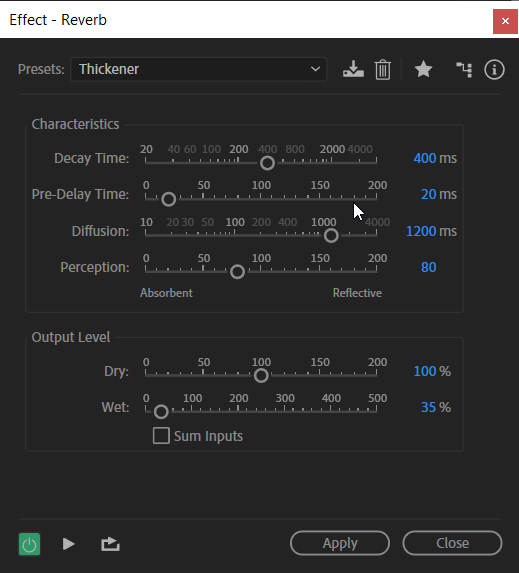 Effect - Reverb
Presets: Thickener
Characteristics
20 40 60 100 200 400 800 2000 4000
Decay Time: 400 ms
0 50 100 150 200
Pre-Delay Time: 20 ms
10 20 30 50 100 200 400 1000 4000
Diffusion: 1200 ms
0 50 100 150 200
Perception: 80
Absorbent Reflective
Output Level
0 50 100 150 200
Dry: 100 %
0 100 200 300 400 500
Wet: 35 %
Sum Inputs
Apply Close